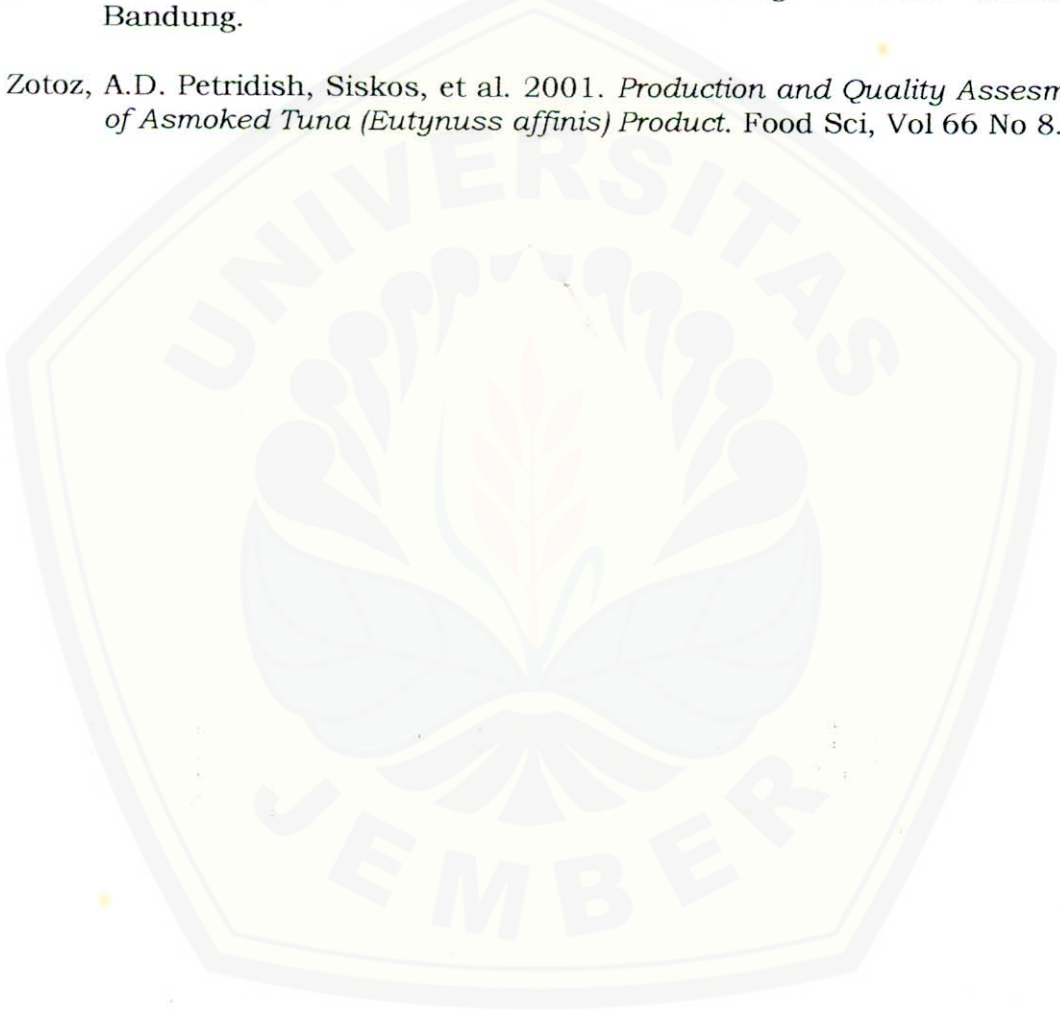 Bandung.
Zotoz, A.D. Petridish, Siskos, et al. 2001. Production and Quality Assesm
of Asmoked Tuna (Eutynuss affinis) Product. Food Sci, Vol 66 No 8.
UNIVERSITAS
JEMBER